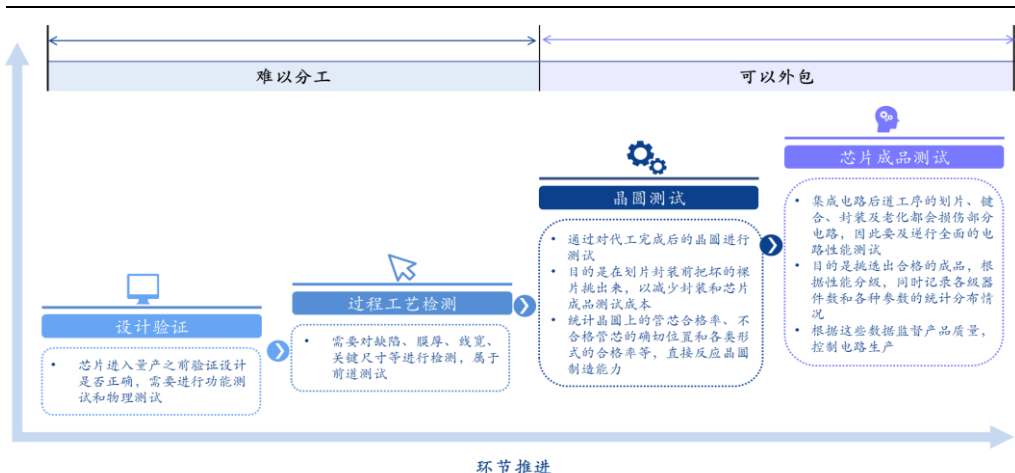 难以分工
可以外包
设计验证
• 芯片进入量产之前验证设计
是否正确，需要进行功能测
试和物理测试
过程工艺检测
• 需要对缺陷、膜厚、线宽、
关键尺寸等进行检测，属于
前道测试
晶圆测试
• 通过对代工完成后的晶圆进行
测试
• 目的是在划片封装前把坏的裸
片挑出来，以减少封装和芯片
成品测试成本
• 统计晶圆上的管芯合格率、不
合格管芯的确切位置和各类形
式的合格率等，直接反应晶圆
制造能力
芯片成品测试
• 集成电路后道工序的划片、键
合、封装及老化都会损伤部分
电路，因此要及逆行全面的电
路性能测试
• 目的是挑选出合格的成品，根
据性能分级，同时记录各级器
件数和各种参数的统计分布情
况
• 根据这些数据监督产品质量，
控制电路生产
环节推进